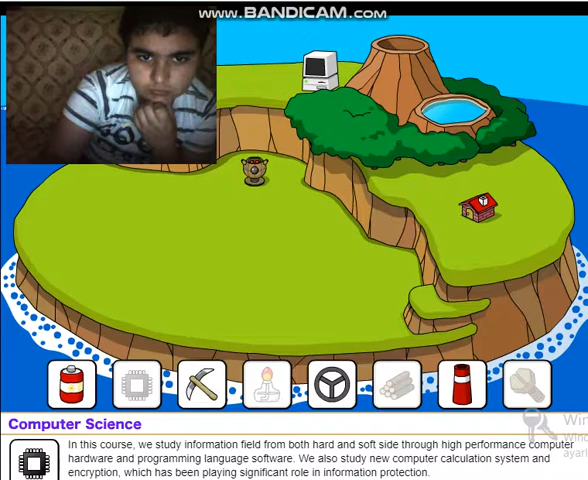 www.BANDICAM.com
Computer Science
In this course, we study information field from both hard and soft side through high performance computer
hardware and programming language software. We also study new computer calculation system and
encryption, which has been playing significant role in information protection.